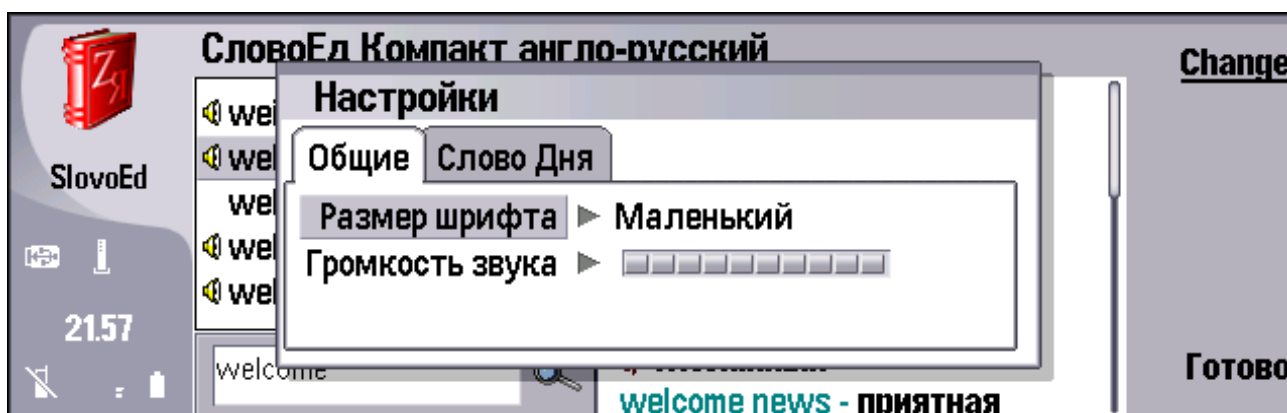 СловоЕд Компакт англо-русский
Change
Настройки
Общие
Слово Дня
SlovoEd
Размер шрифта
Маленький
Громкость звука
21.57
welcome
Готово
welcome news - приятная